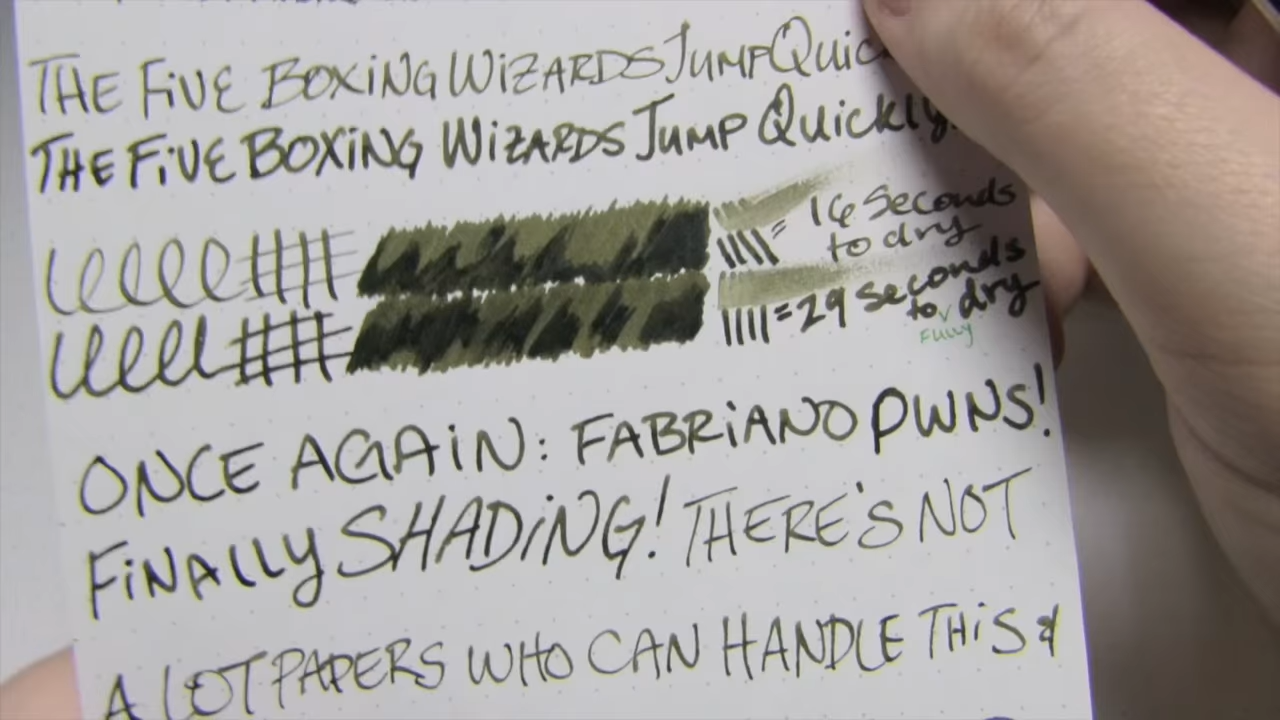 THE FiVE BOXiNG WiZARDS JUMP
THE FiVE BOXiNG WiZARDS JUMP QUiCKLY.
= 16 Seconds
to dry
= 29 seconds
to dry
Fully
ONCE AGAiN: FABRiANO PWNS!
FiNALLY SHADiNG! THERE'S NOT
A LOT PAPERS WHO CAN HANDLE THiS &